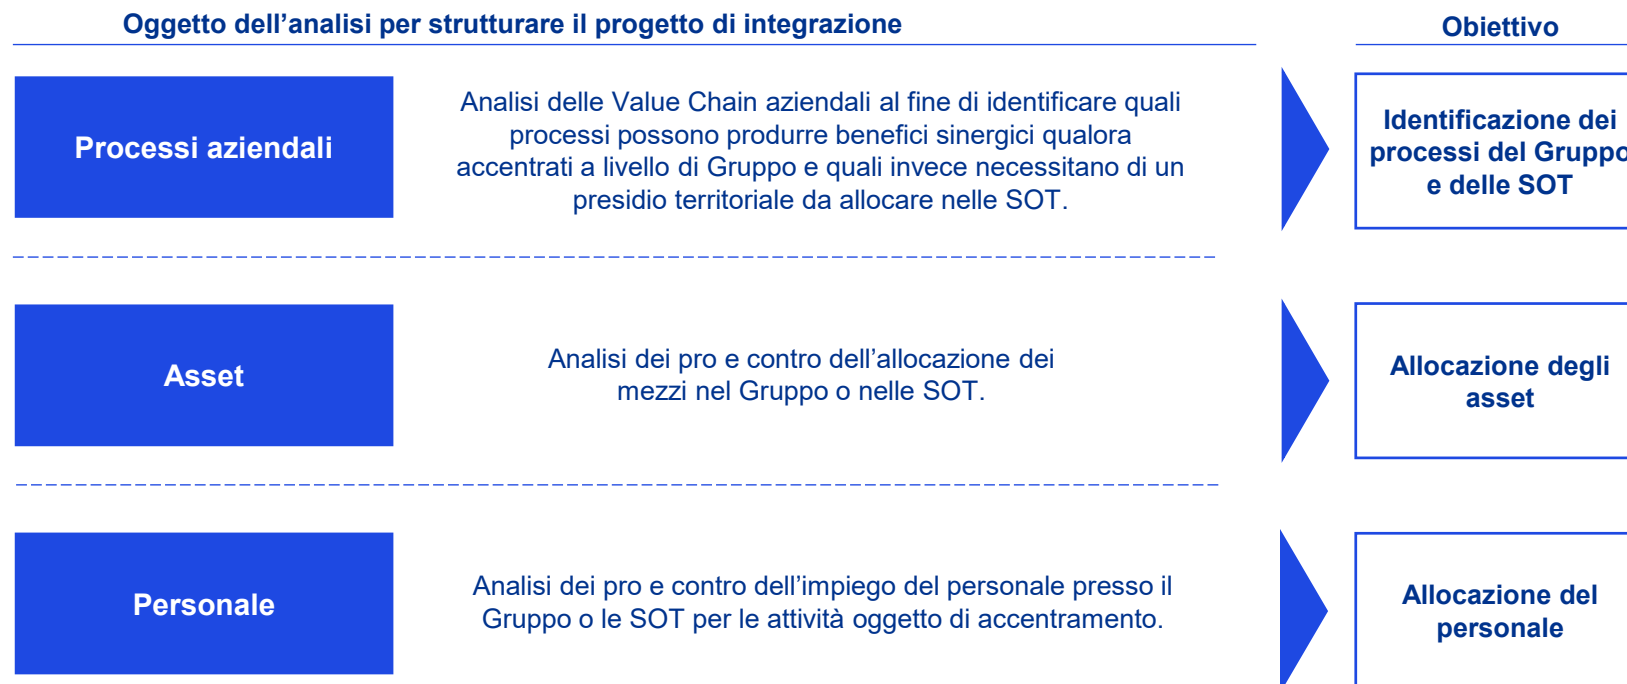 Oggetto dell’analisi per strutturare il progetto di integrazione
Obiettivo
Processi aziendali
Analisi delle Value Chain aziendali al fine di identificare quali
processi possono produrre benefici sinergici qualora
accentrati a livello di Gruppo e quali invece necessitano di un
presidio territoriale da allocare nelle SOT.
Identificazione dei
processi del Gruppo
e delle SOT
Asset
Analisi dei pro e contro dell’allocazione dei
mezzi nel Gruppo o nelle SOT.
Allocazione degli
asset
Personale
Analisi dei pro e contro dell’impiego del personale presso il
Gruppo o le SOT per le attività oggetto di accentramento.
Allocazione del
personale